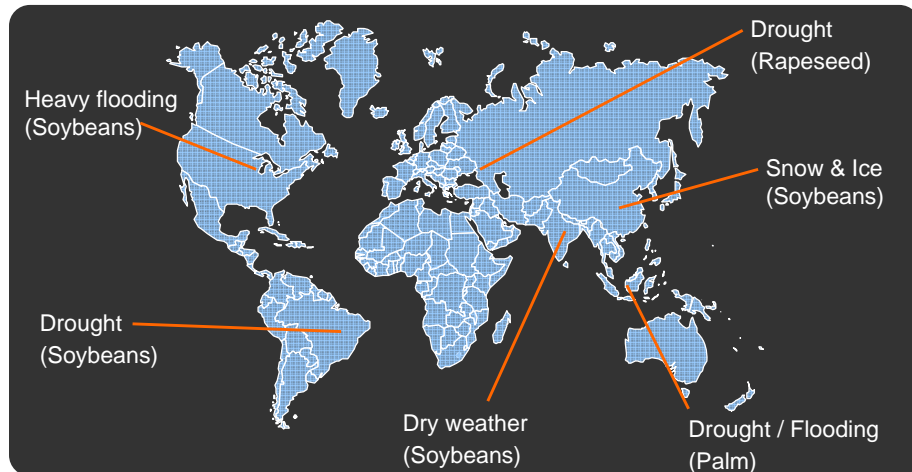 Drought
(Rapeseed)
Heavy flooding
(Soybeans)
Snow & Ice
(Soybeans)
Drought
(Soybeans)
Dry weather
(Soybeans)
Drought / Flooding
(Palm)